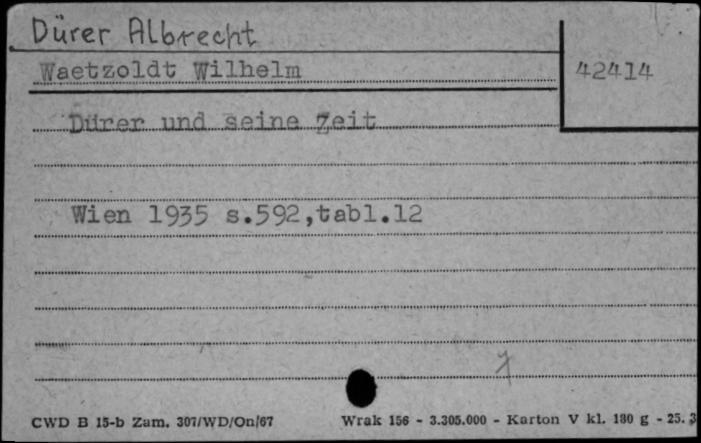 Dürer Albrecht
Waetzoldt Wilhelm
42414
Dürer und seine Zeit
Wien 1935 s.592,tabl.12
CWD B 15-b Zam. 307/WD/On/67
Wrak 156 - 3.305.000 - Karton V kl. 180 g - 25. 3